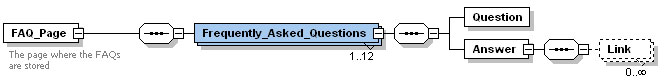 FAQ_Page
The page where the FAQs
are stored
Frequently_Asked_Questions
1..12
Question
Answer
Link
0..∞